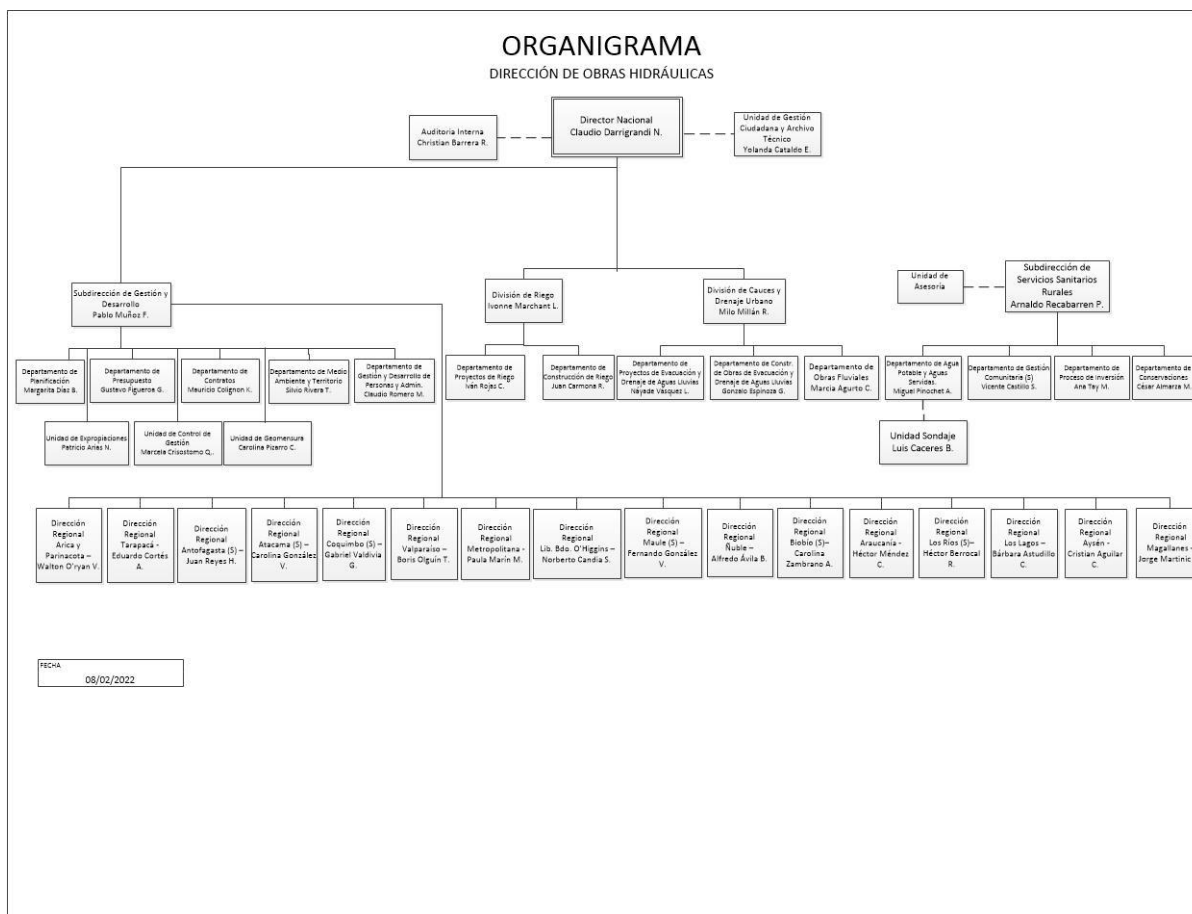 ORGANIGRAMA
DIRECCIÓN DE OBRAS HIDRÁULICAS
Auditoria Interna
Christian Barrera R.
Director Nacional
Claudio Darrigrandi N.
Unidad de Gestión
Ciudadana y Archivo
Técnico
Yolanda Cataldo E.
Subdirección de Gestión y
Desarrollo
Pablo Muñoz F.
División de Riego
Ivonne Marchant L.
División de Cauces y
Drenaje Urbano
Milo Millán R.
Unidad de
Asesoría
Subdirección de
Servicios Sanitarios
Rurales
Arnaldo Recabarren P.
Departamento de
Planificación
Margarita Díaz B.
Departamento de
Presupuesto
Gustavo Figueroa G.
Departamento de
Contratos
Mauricio Colignon K.
Departamento de Medio
Ambiente y Territorio
Silvio Rivera T.
Departamento de
Gestión y Desarrollo de
Personas y Admin.
Claudio Romero M.
Departamento de
Proyectos de Riego
Iván Rojas C.
Departamento de
Construcción de Riego
Juan Carmona R.
Departamento de
Proyectos de Evacuación y
Drenaje de Aguas Lluvias
Náyade Vásquez L.
Departamento de Constr.
de Obras de Evacuación y
Drenaje de Aguas Lluvias
Gonzalo Espinoza G.
Departamento de
Obras Fluviales
Marcia Agurto C.
Departamento de Agua
Potable y Aguas
Servidas.
Miguel Pinochet A.
Departamento de Gestión
Comunitaria (S)
Vicente Castillo S.
Departamento de
Proceso de Inversión
Ana Tay M.
Departamento de
Conservaciones
César Almarza M.
Unidad de Expropiaciones
Patricio Arias N.
Unidad de Control de
Gestión
Marcela Crisostomo Q.
Unidad de Geomensura
Carolina Pizarro C.
Unidad Sondaje
Luis Caceres B.
Dirección
Regional
Arica y
Parinacota –
Walton O'ryan V.
Dirección
Regional
Tarapacá -
Eduardo Cortés
A.
Dirección
Regional
Antofagasta (S) –
Juan Reyes H.
Dirección
Regional
Atacama (S) –
Carolina González
V.
Dirección
Regional
Coquimbo (S) –
Gabriel Valdivia
G.
Dirección
Regional
Valparaíso –
Boris Olguín T.
Dirección
Regional
Metropolitana -
Paula Marín M.
Dirección
Regional
Lib. Bdo. O'Higgins –
Norberto Candia S.
Dirección
Regional
Maule (S) –
Fernando González
V.
Dirección
Regional
Ñuble –
Alfredo Ávila B.
Dirección
Regional
Biobío (S)–
Carolina
Zambrano A.
Dirección
Regional
Araucanía -
Héctor Méndez
C.
Dirección
Regional
Los Ríos (S)–
Héctor Berrocal
R.
Dirección
Regional
Los Lagos –
Bárbara Astudillo
C.
Dirección
Regional
Aysén -
Cristian Aguilar
C.
Dirección
Regional
Magallanes -
Jorge Martinic
FECHA
08/02/2022